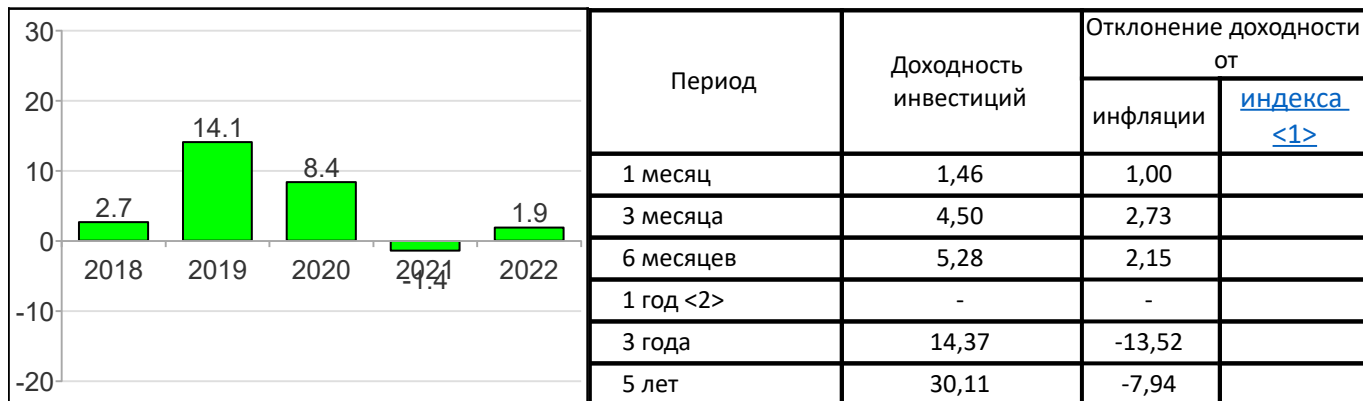 30
20
10
0
-10
-20
2.7
14.1
8.4
-1.4
1.9
2018
2019
2020
2021
2022
Период
Доходность
инвестиций
Отклонение доходности
от
инфляции
индекса
<1>
1 месяц 1,46 1,00
3 месяца 4,50 2,73
6 месяцев 5,28 2,15
1 год <2> - -
3 года 14,37 -13,52
5 лет 30,11 -7,94